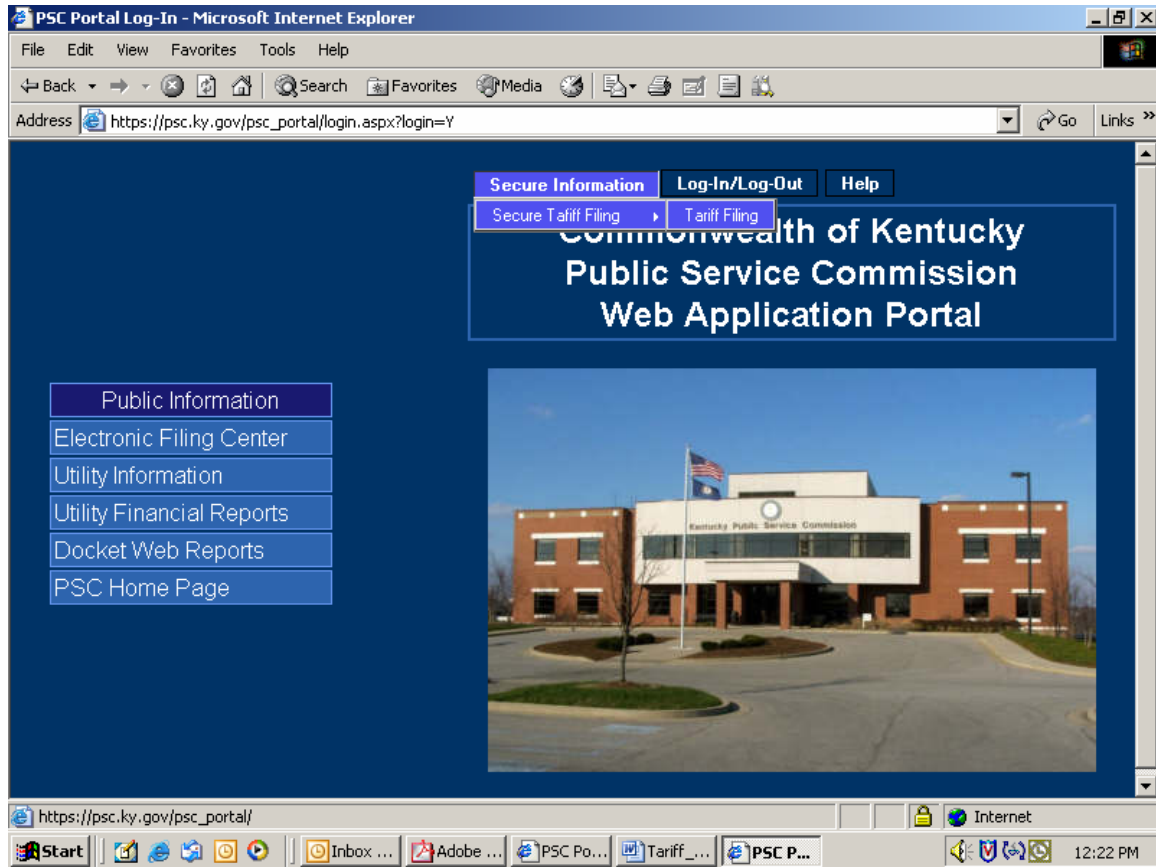 PSC Portal Log-In - Microsoft Internet Explorer
File Edit View Favorites Tools Help
Back Search Favorites Media
Address https://psc.ky.gov/psc_portal/login.aspx?login=Y Go Links »
Secure Information Log-In/Log-Out Help
Secure Tafiff Filing Tariff Filing
Commonwealth of Kentucky
Public Service Commission
Web Application Portal
Public Information
Electronic Filing Center
Utility Information
Utility Financial Reports
Docket Web Reports
PSC Home Page
Kentucky Public Service Commission
https://psc.ky.gov/psc_portal/ Internet
Start Inbox ... Adobe ... PSC Po... Tariff_... PSC P... 12:22 PM